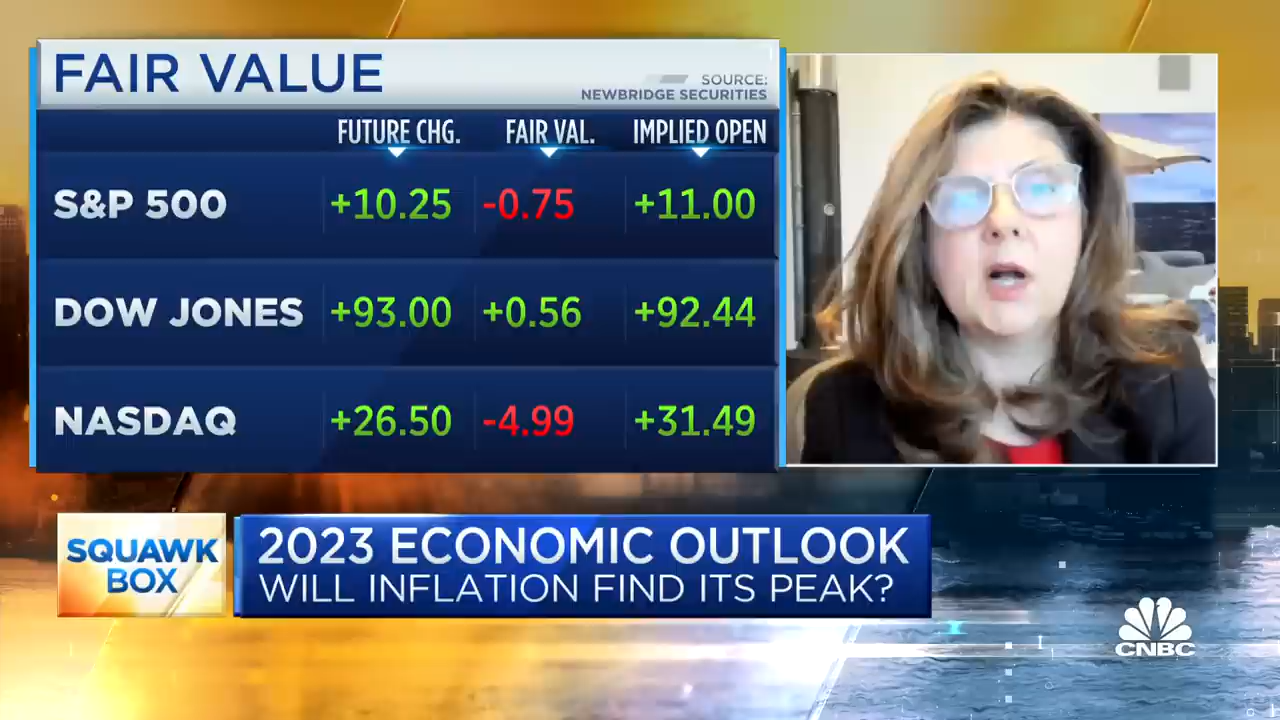 FAIR VALUE
SOURCE:
NEWBRIDGE SECURITIES
FUTURE CHG. FAIR VAL. IMPLIED OPEN
S&P 500 +10.25 -0.75 +11.00
DOW JONES +93.00 +0.56 +92.44
NASDAQ +26.50 -4.99 +31.49
SQUAWK
BOX
2023 ECONOMIC OUTLOOK
WILL INFLATION FIND ITS PEAK?
CNBC